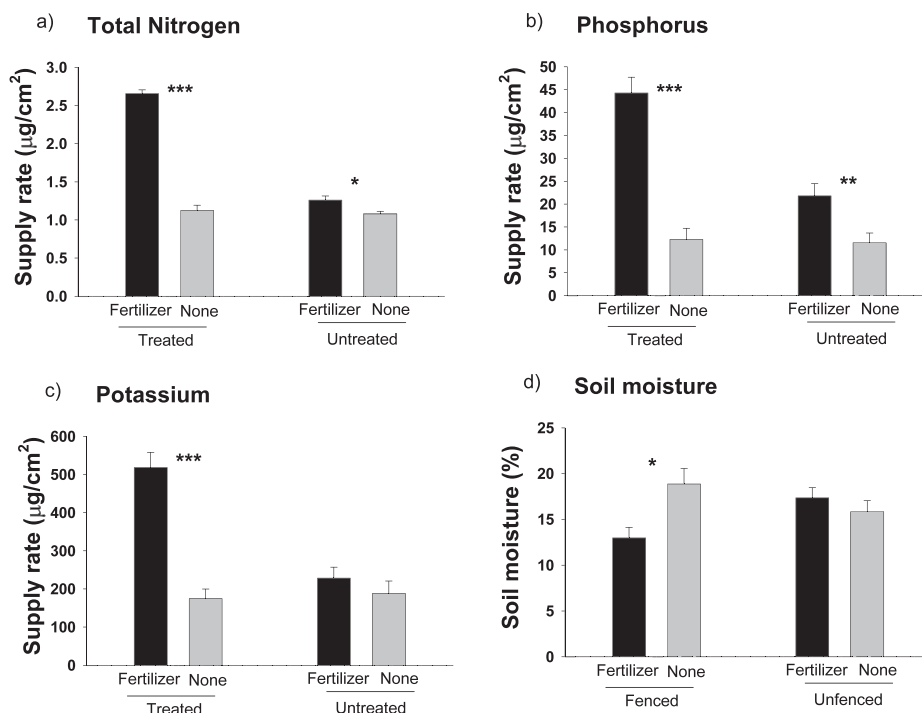 a) Total Nitrogen
Supply rate (μg/cm²)
3.0
2.5
2.0
1.5
1.0
0.5
0.0
***
*
Fertilizer None Fertilizer None
Treated Untreated
b) Phosphorus
Supply rate (μg/cm²)
50
45
40
35
30
25
20
15
10
5
0
***
**
Fertilizer None Fertilizer None
Treated Untreated
c) Potassium
Supply rate (μg/cm²)
600
500
400
300
200
100
0
***
Fertilizer None Fertilizer None
Treated Untreated
d) Soil moisture
Soil moisture (%)
25
20
15
10
5
0
*
Fertilizer None Fertilizer None
Fenced Unfenced